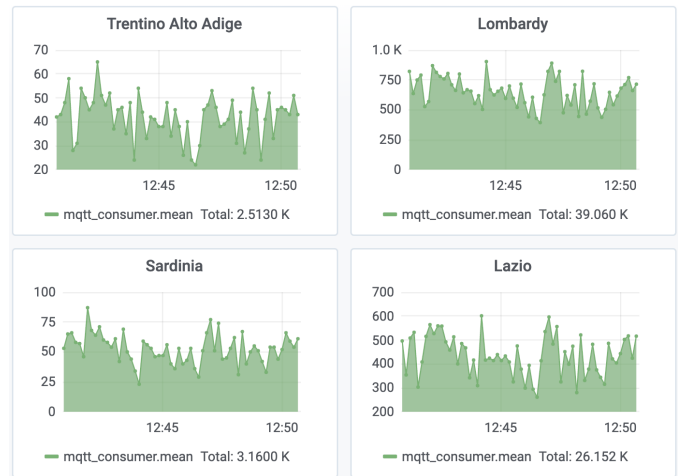 Trentino Alto Adige
70
60
50
40
30
20
12:45 12:50
mqtt_consumer.mean Total: 2.5130 K
Lombardy
1.0 K
750
500
250
0
12:45 12:50
mqtt_consumer.mean Total: 39.060 K
Sardinia
100
75
50
25
0
12:45 12:50
mqtt_consumer.mean Total: 3.1600 K
Lazio
700
600
500
400
300
200
12:45 12:50
mqtt_consumer.mean Total: 26.152 K